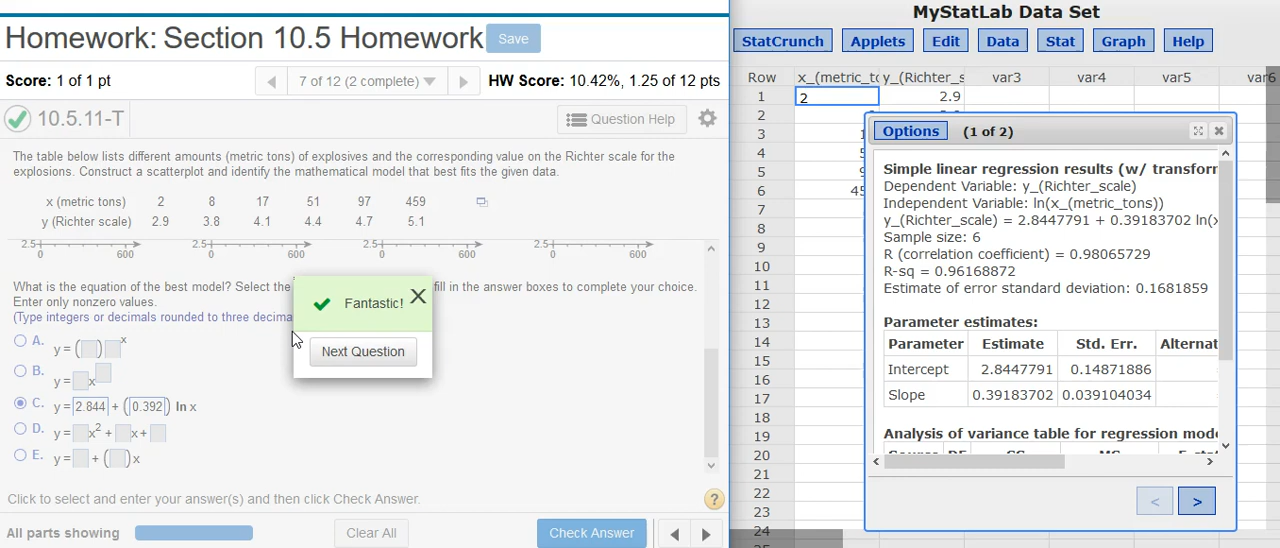 Homework: Section 10.5 Homework
Save
Score: 1 of 1 pt
7 of 12 (2 complete)
HW Score: 10.42%, 1.25 of 12 pts
10.5.11-T
Question Help
The table below lists different amounts (metric tons) of explosives and the corresponding value on the Richter scale for the
explosions. Construct a scatterplot and identify the mathematical model that best fits the given data.
x (metric tons) 2 8 17 51 97 459
y (Richter scale) 2.9 3.8 4.1 4.4 4.7 5.1
2.5 2.5 2.5 2.5
0 600 0 600 0 600 0 600
What is the equation of the best model? Select the fill in the answer boxes to complete your choice.
Enter only nonzero values.
(Type integers or decimals rounded to three decima
Fantastic!
Next Question
A. y = ( ) x
B. y = x
C. y = 2.844 + (0.392) ln x
D. y = x2 + x +
E. y = + ( ) x
Click to select and enter your answer(s) and then click Check Answer.
?
All parts showing
Clear All
Check Answer
MyStatLab Data Set
StatCrunch Applets Edit Data Stat Graph Help
Row x_(metric_tc y_(Richter_s var3 var4 var5 var6
1 2 2.9
2
3 1
4 5
5 9
6 45
7
8
9
10
11
12
13
14
15
16
17
18
19
20
21
22
23
24
Options (1 of 2)
Simple linear regression results (w/ transforr
Dependent Variable: y_(Richter_scale)
Independent Variable: ln(x_(metric_tons))
y_(Richter_scale) = 2.8447791 + 0.39183702 ln(x
Sample size: 6
R (correlation coefficient) = 0.98065729
R-sq = 0.96168872
Estimate of error standard deviation: 0.1681859
Parameter estimates:
Parameter Estimate Std. Err. Alternat
Intercept 2.8447791 0.14871886
Slope 0.39183702 0.039104034
Analysis of variance table for regression mode
< >